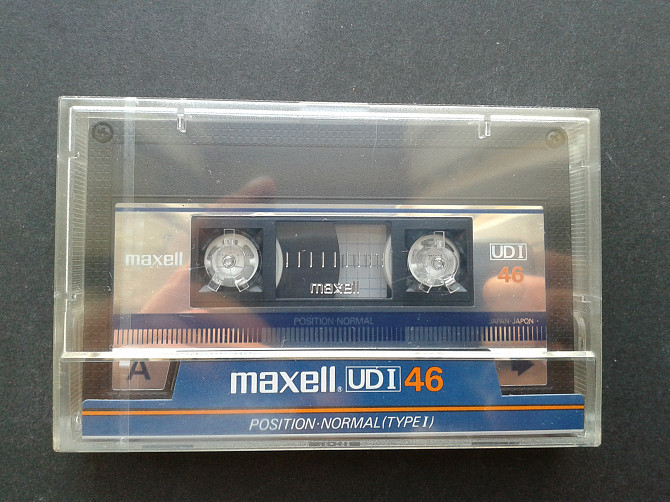 maxell
UD I
46
maxell
POSITION NORMAL
JAPAN·JAPON
A
maxell® UD I 46
POSITION·NORMAL(TYPE I)